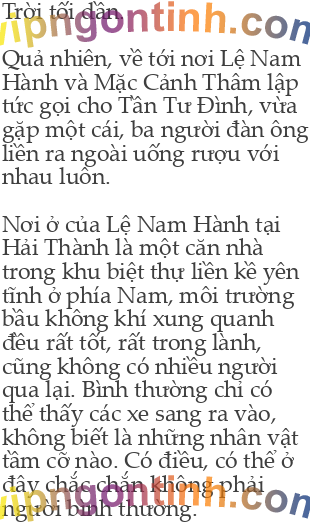 Trời tối dần.
vipngontinh.com
Quả nhiên, về tới nơi Lệ Nam
Hành và Mặc Cảnh Thâm lập
tức gọi cho Tần Tư Đình, vừa
gặp một cái, ba người đàn ông
liền ra ngoài uống rượu với
nhau luôn.
Nơi ở của Lệ Nam Hành tại
Hải Thành là một căn nhà
trong khu biệt thự liền kề yên
tĩnh ở phía Nam, môi trường
bầu không khí xung quanh
đều rất tốt, rất trong lành,
cũng không có nhiều người
qua lại. Bình thường chỉ có
thể thấy các xe sang ra vào,
không biết là những nhân vật
tầm cỡ nào. Có điều, có thể ở
đây chắc chắn không phải
vipngontinh.com
người bình thường.